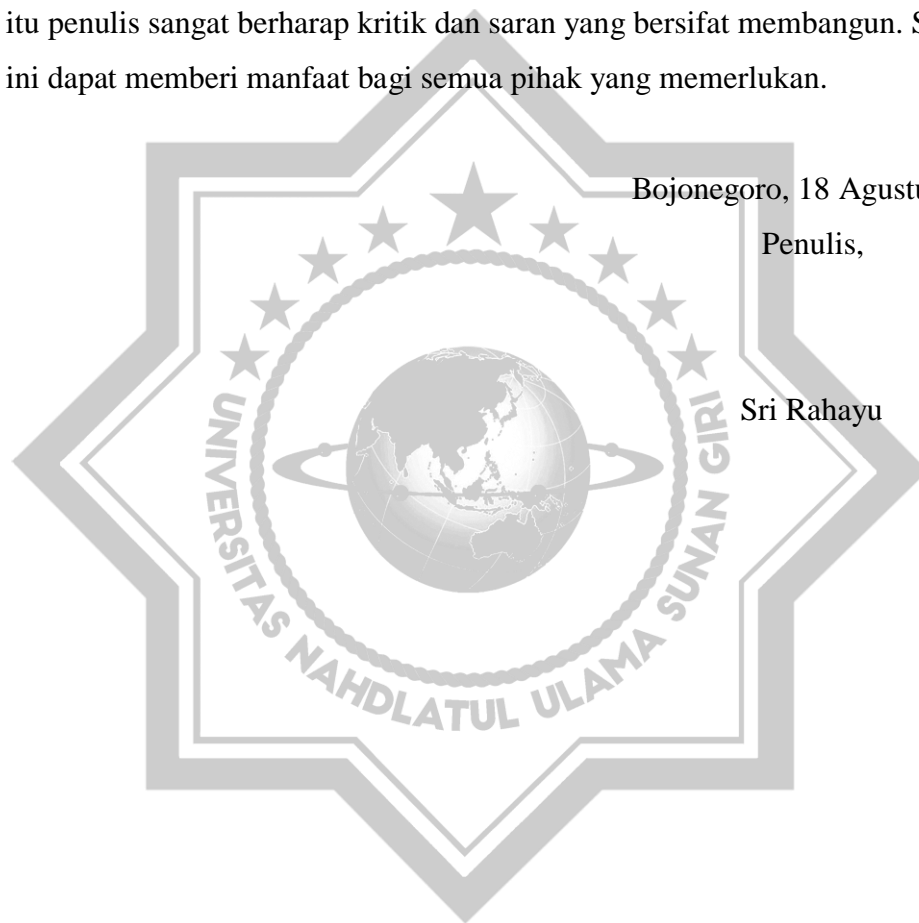 itu penulis sangat berharap kritik dan saran yang bersifat membangun.
ini dapat memberi manfaat bagi semua pihak yang memerlukan.
Bojonegoro, 18
Penulis,
Sri Rahayu
UNIVERSITAS NAHDLATUL ULAMA SUNAN GIRI